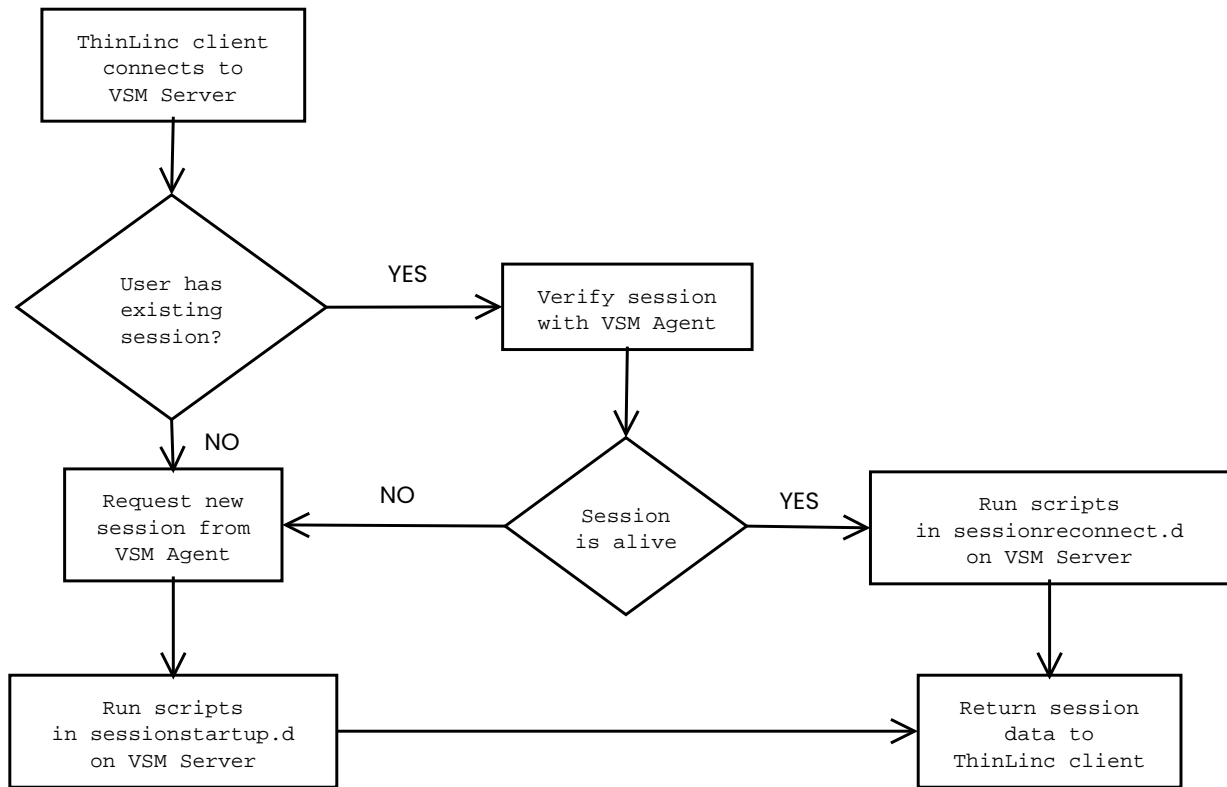 ThinLinc client
connects to
VSM Server
User has
existing
session?
YES
Verify session
with VSM Agent
NO
Request new
session from
VSM Agent
NO
Session
is alive
YES
Run scripts
in sessionreconnect.d
on VSM Server
Run scripts
in sessionstartup.d
on VSM Server
Return session
data to
ThinLinc client